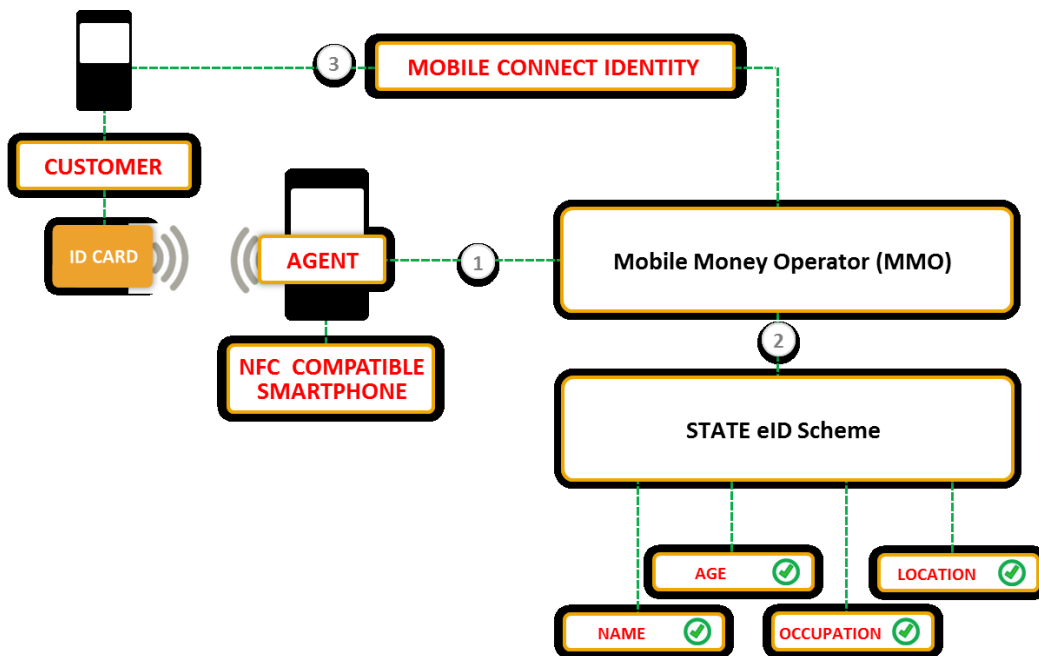 3
MOBILE CONNECT IDENTITY
CUSTOMER
ID CARD
AGENT
1
Mobile Money Operator (MMO)
2
NFC COMPATIBLE
SMARTPHONE
STATE eID Scheme
AGE
LOCATION
NAME
OCCUPATION